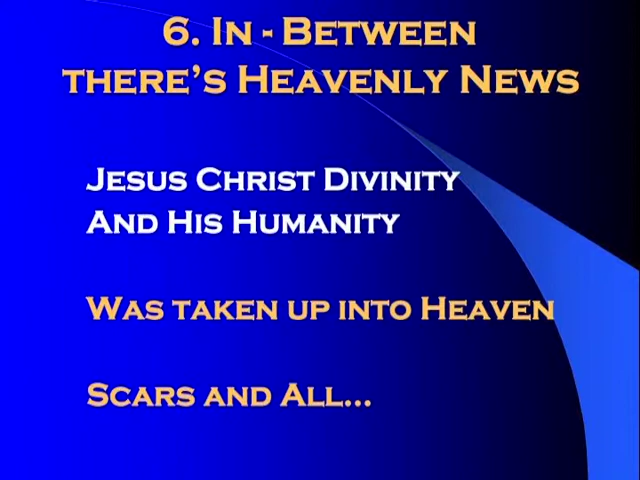 6. In - Between
there's Heavenly News
Jesus Christ Divinity
And His Humanity
Was taken up into Heaven
Scars and All...